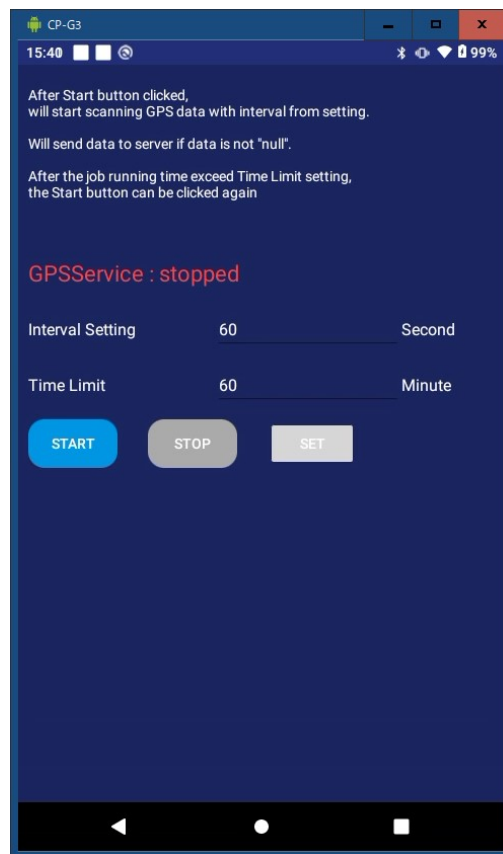 CP-G3
15:40
99%
After Start button clicked,
will start scanning GPS data with interval from setting.
Will send data to server if data is not "null".
After the job running time exceed Time Limit setting,
the Start button can be clicked again
GPSService : stopped
Interval Setting 60 Second
Time Limit 60 Minute
START STOP SET